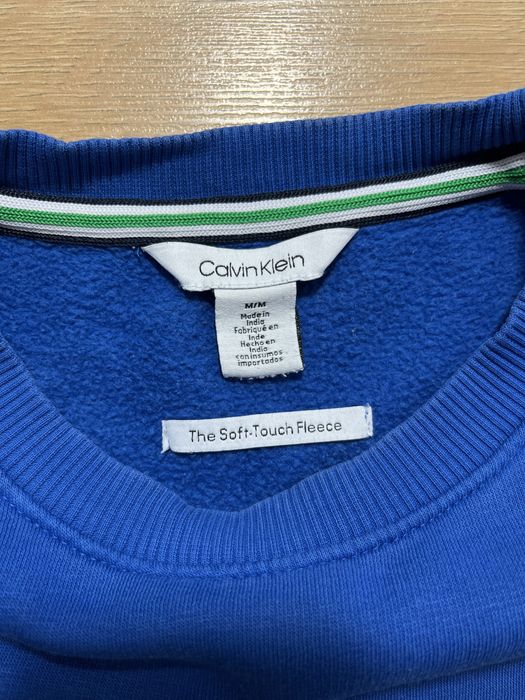 Calvin Klein
M/M
Made in
India
Fabriqué en
Inde
Hecho en
India
con insumos
importados
The Soft-Touch Fleece